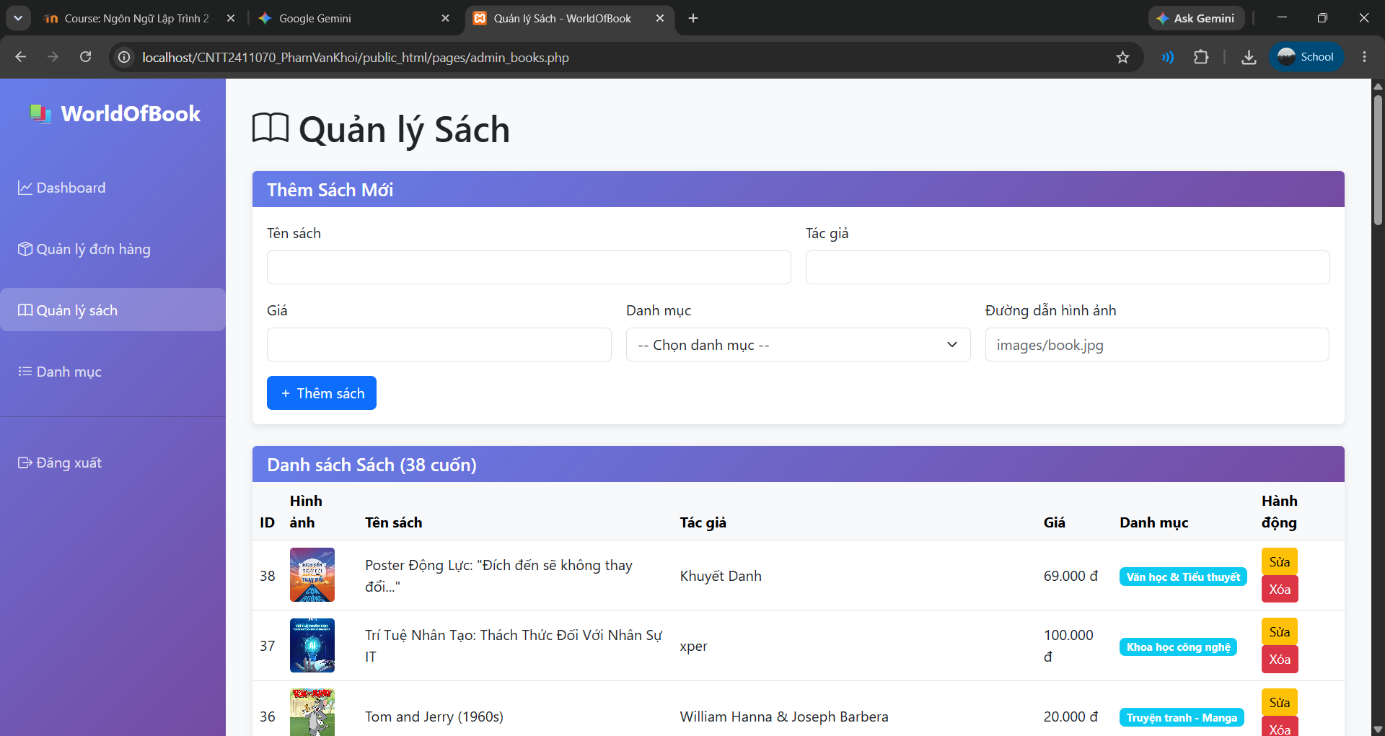 Course: Ngôn Ngữ Lập Trình 2
Google Gemini
Quản lý Sách - WorldOfBook
Ask Gemini
localhost/CNTT2411070_PhamVanKhoi/public_html/pages/admin_books.php
School
WorldOfBook
Dashboard
Quản lý đơn hàng
Quản lý sách
Danh mục
Đăng xuất
Quản lý Sách
Thêm Sách Mới
Tên sách
Tác giả
Giá
Danh mục
Đường dẫn hình ảnh
-- Chọn danh mục --
images/book.jpg
+ Thêm sách
Danh sách Sách (38 cuốn)
ID Hình ảnh Tên sách Tác giả Giá Danh mục Hành động
38 Poster Động Lực: "Đích đến sẽ không thay đổi..." Khuyết Danh 69.000 đ Văn học & Tiểu thuyết Sửa
Xóa
37 Trí Tuệ Nhân Tạo: Thách Thức Đối Với Nhân Sự IT xper 100.000 đ Khoa học công nghệ Sửa
Xóa
36 Tom and Jerry (1960s) William Hanna & Joseph Barbera 20.000 đ Truyện tranh - Manga Sửa
Xóa